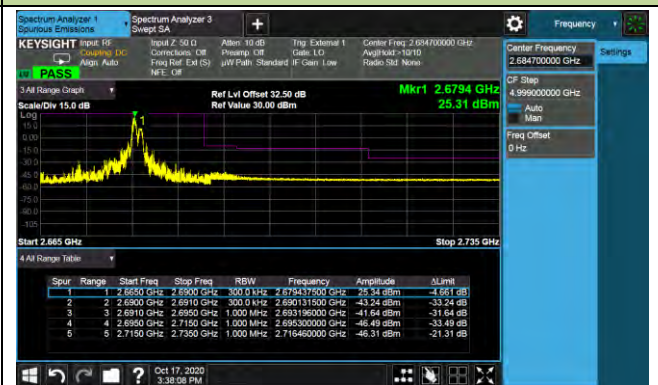 Spectrum Analyzer 1
Spurious Emissions
Spectrum Analyzer 3
Swept SA
Frequency
KEYSIGHT
Input: RF
Coupling: DC
Align: Auto
Input Z: 50 Ω
Corrections: Off
Freq Ref: Ext (S)
NFE: Off
Atten: 10 dB
Preamp: Off
µW Path: Standard
Trig: External 1
Gate: LO
IF Gain: Low
Center Freq: 2.684700000 GHz
Avg|Hold:>10/10
Radio Std: None
PASS
Center Frequency
2.684700000 GHz
Settings
CF Step
4.999000000 GHz
Auto
Man
Freq Offset
0 Hz
3 All Range Graph
Scale/Div 15.0 dB
Ref Lvl Offset 32.50 dB
Ref Value 30.00 dBm
Mkr1 2.6794 GHz
25.31 dBm
Log
15.0
0.00
-15.0
-30.0
-45.0
-60.0
-75.0
-90.0
-105
1
Start 2.665 GHz
Stop 2.735 GHz
4 All Range Table
Spur Range Start Freq Stop Freq RBW Frequency Amplitude ΔLimit
1 1 2.6650 GHz 2.6900 GHz 300.0 kHz 2.679437500 GHz 25.34 dBm -4.661 dB
2 2 2.6900 GHz 2.6910 GHz 300.0 kHz 2.690131500 GHz -43.24 dBm -33.24 dB
3 3 2.6910 GHz 2.6950 GHz 1.000 MHz 2.693196000 GHz -41.64 dBm -31.64 dB
4 4 2.6950 GHz 2.7150 GHz 1.000 MHz 2.695300000 GHz -46.49 dBm -33.49 dB
5 5 2.7150 GHz 2.7350 GHz 1.000 MHz 2.716460000 GHz -46.31 dBm -21.31 dB
Oct 17, 2020
3:38:08 PM